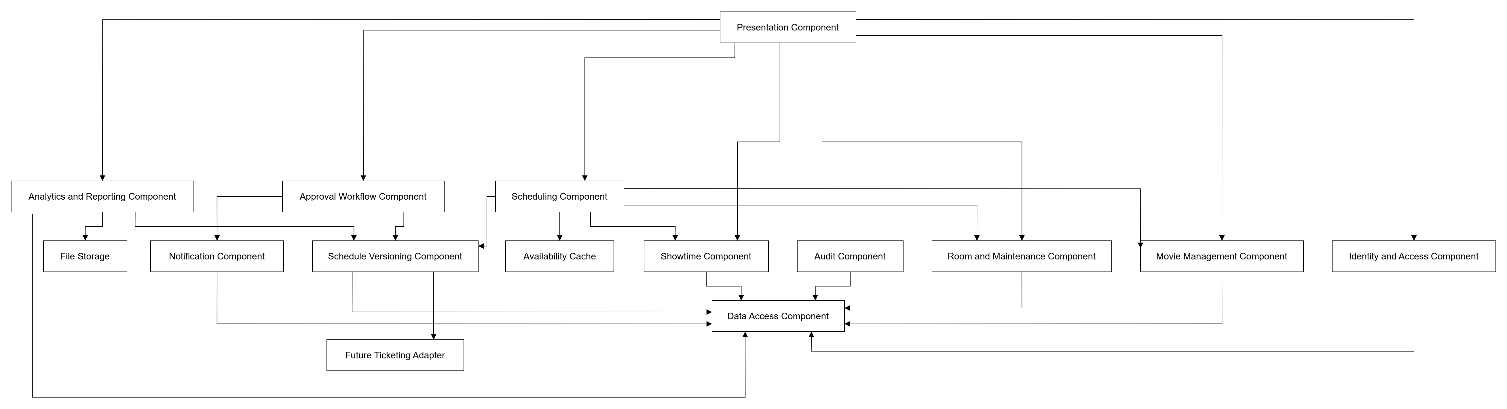 Presentation Component
Analytics and Reporting Component
Approval Workflow Component
Scheduling Component
File Storage
Notification Component
Schedule Versioning Component
Availability Cache
Showtime Component
Audit Component
Room and Maintenance Component
Movie Management Component
Identity and Access Component
Data Access Component
Future Ticketing Adapter